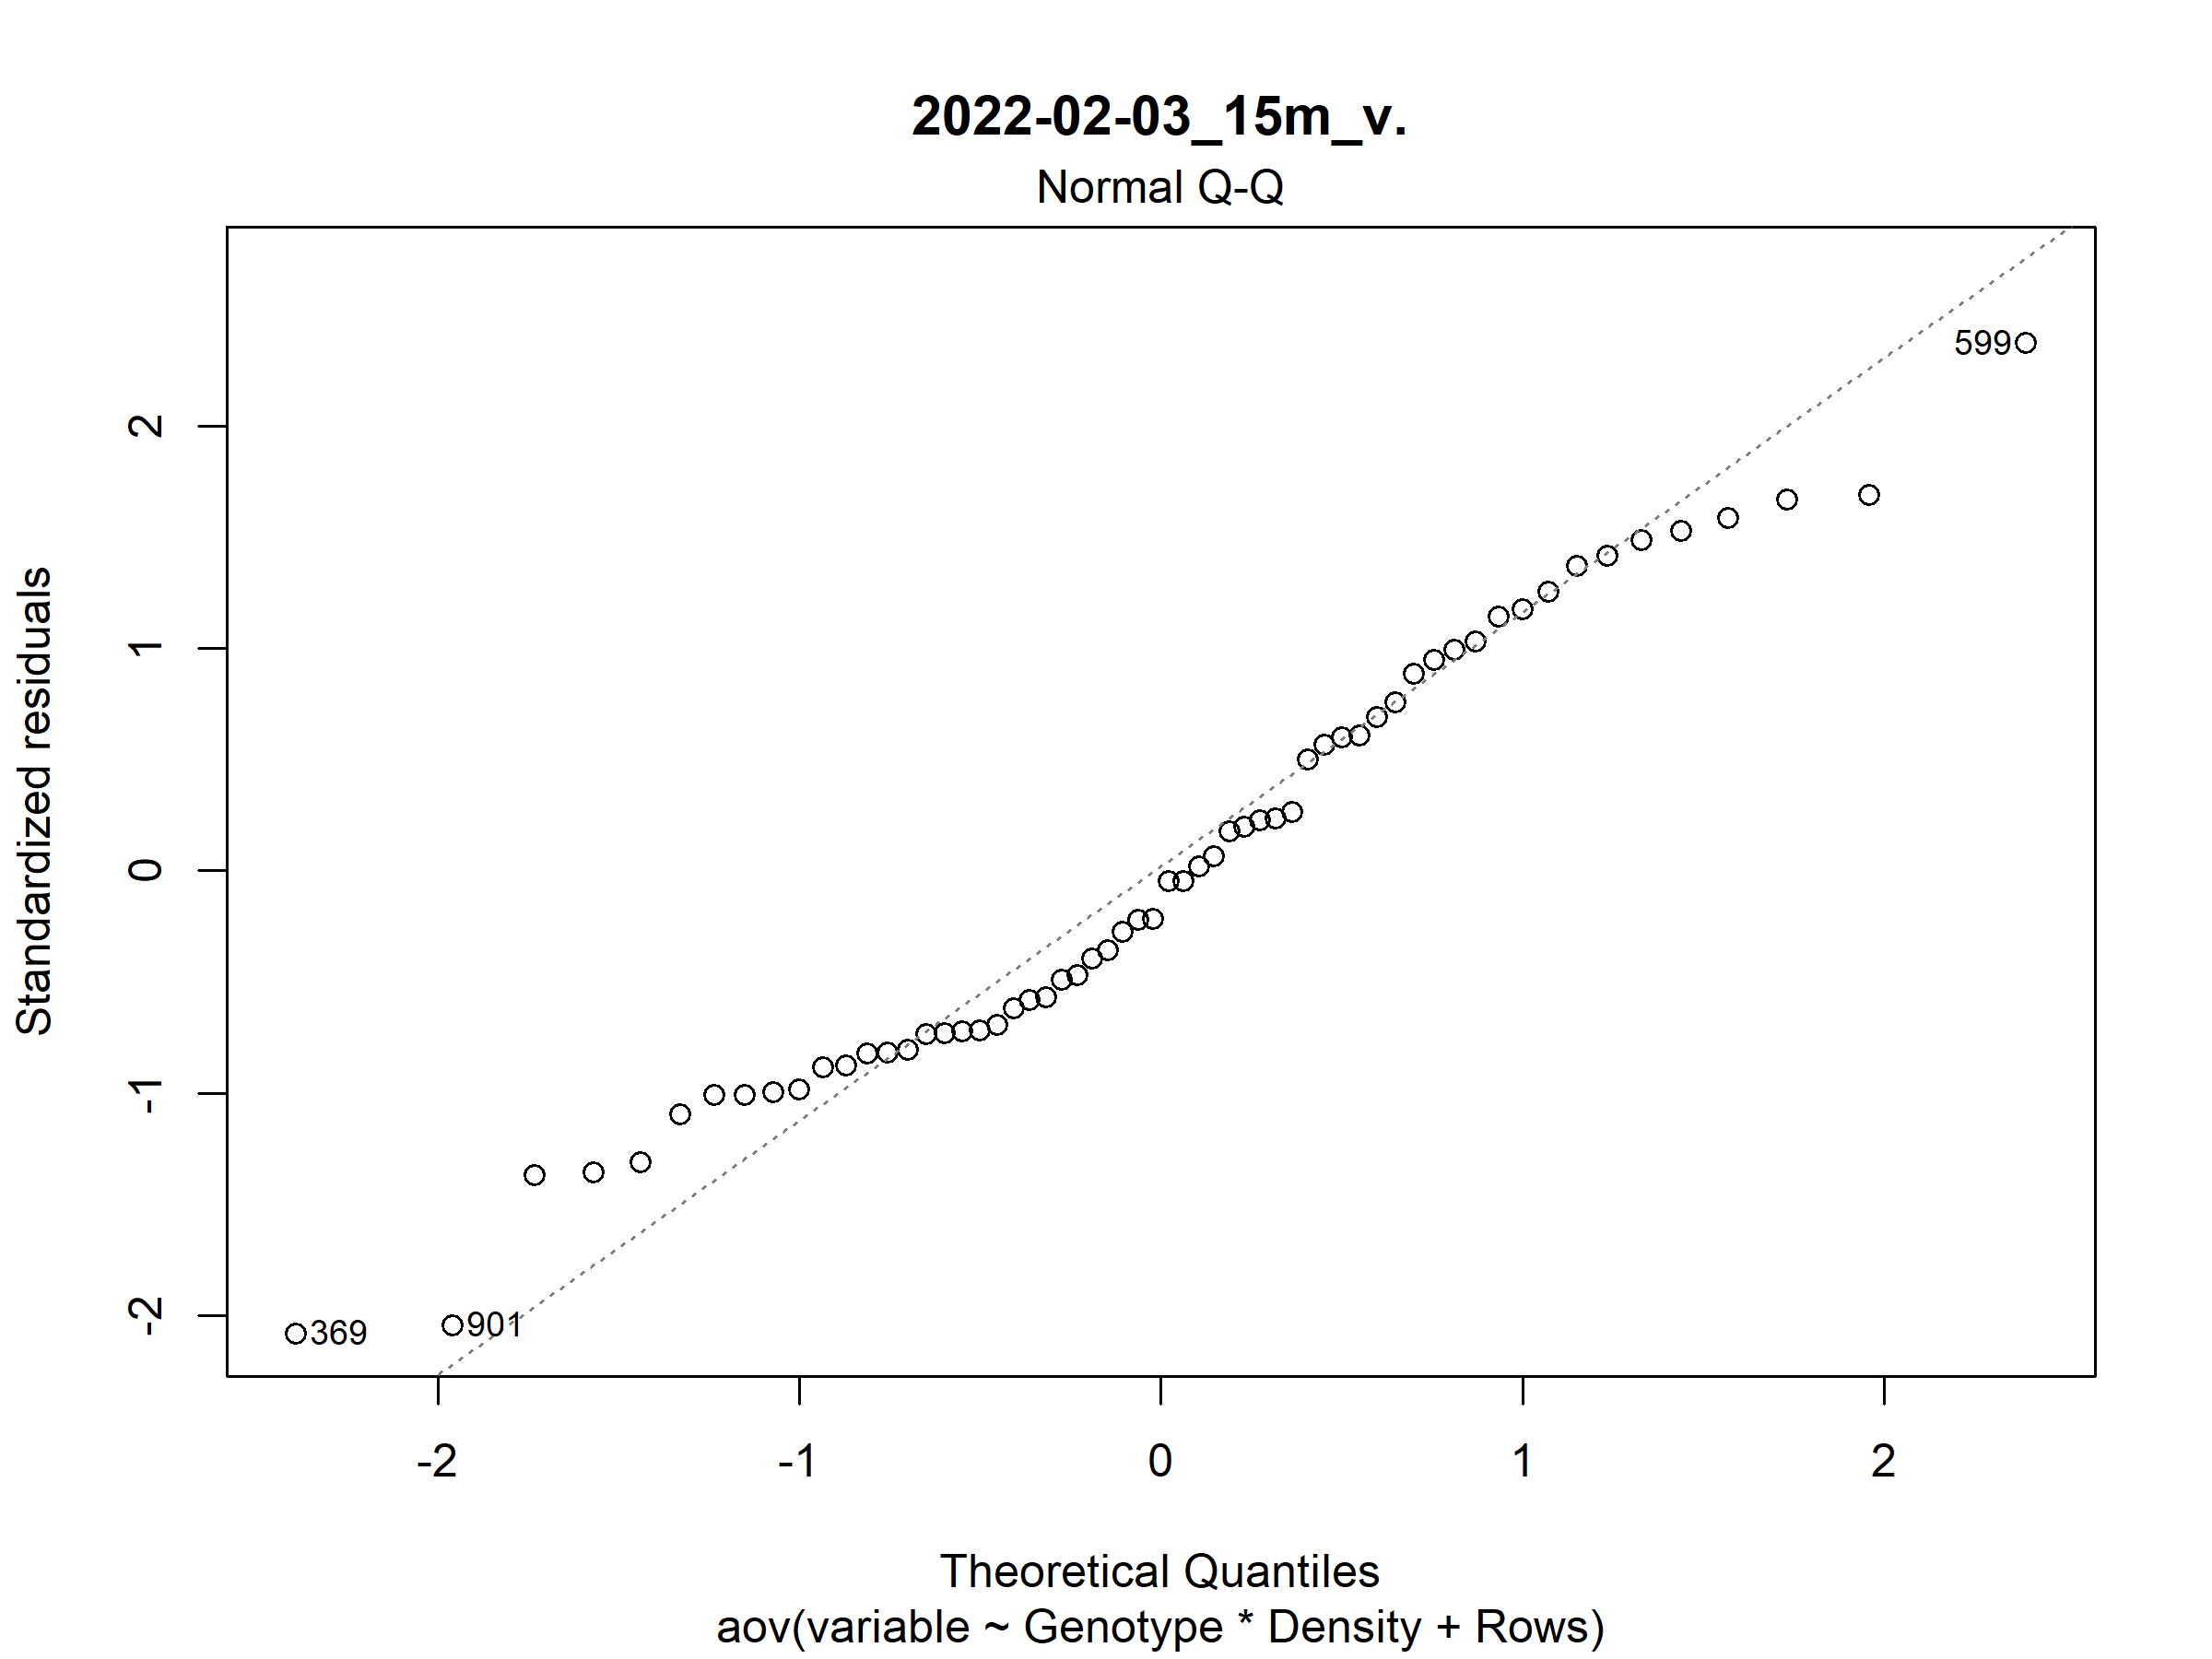 2022-02-03_15m_v.
Normal Q-Q
Standardized residuals
2
1
0
-1
-2
599
369
901
-2
-1
0
1
2
Theoretical Quantiles
aov(variable ~ Genotype * Density + Rows)